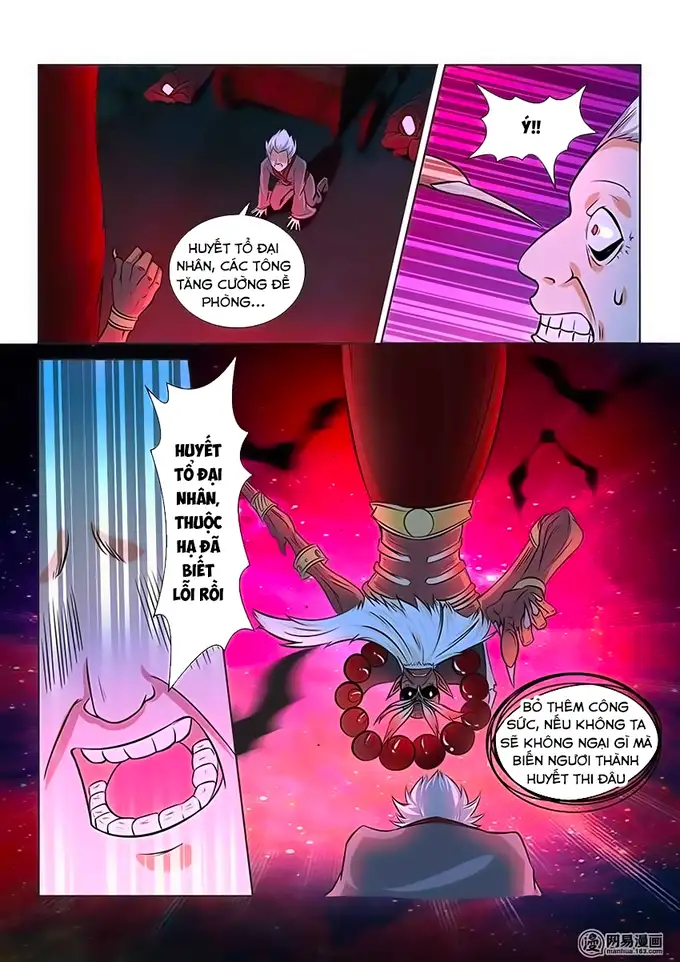 HUYẾT TỔ ĐẠI
NHÂN, CÁC TÔNG
TĂNG CƯỜNG ĐỀ
PHÒNG...
Ý!!
HUYẾT
TỔ ĐẠI
NHÂN,
THUỘC
HẠ ĐÃ
BIẾT
LỖI RỒI
BỎ THÊM CÔNG
SỨC, NẾU KHÔNG TA
SẼ KHÔNG NGẠI GÌ MÀ
BIẾN NGƯƠI THÀNH
HUYẾT THI ĐÂU
网易漫画
manhua.163.com